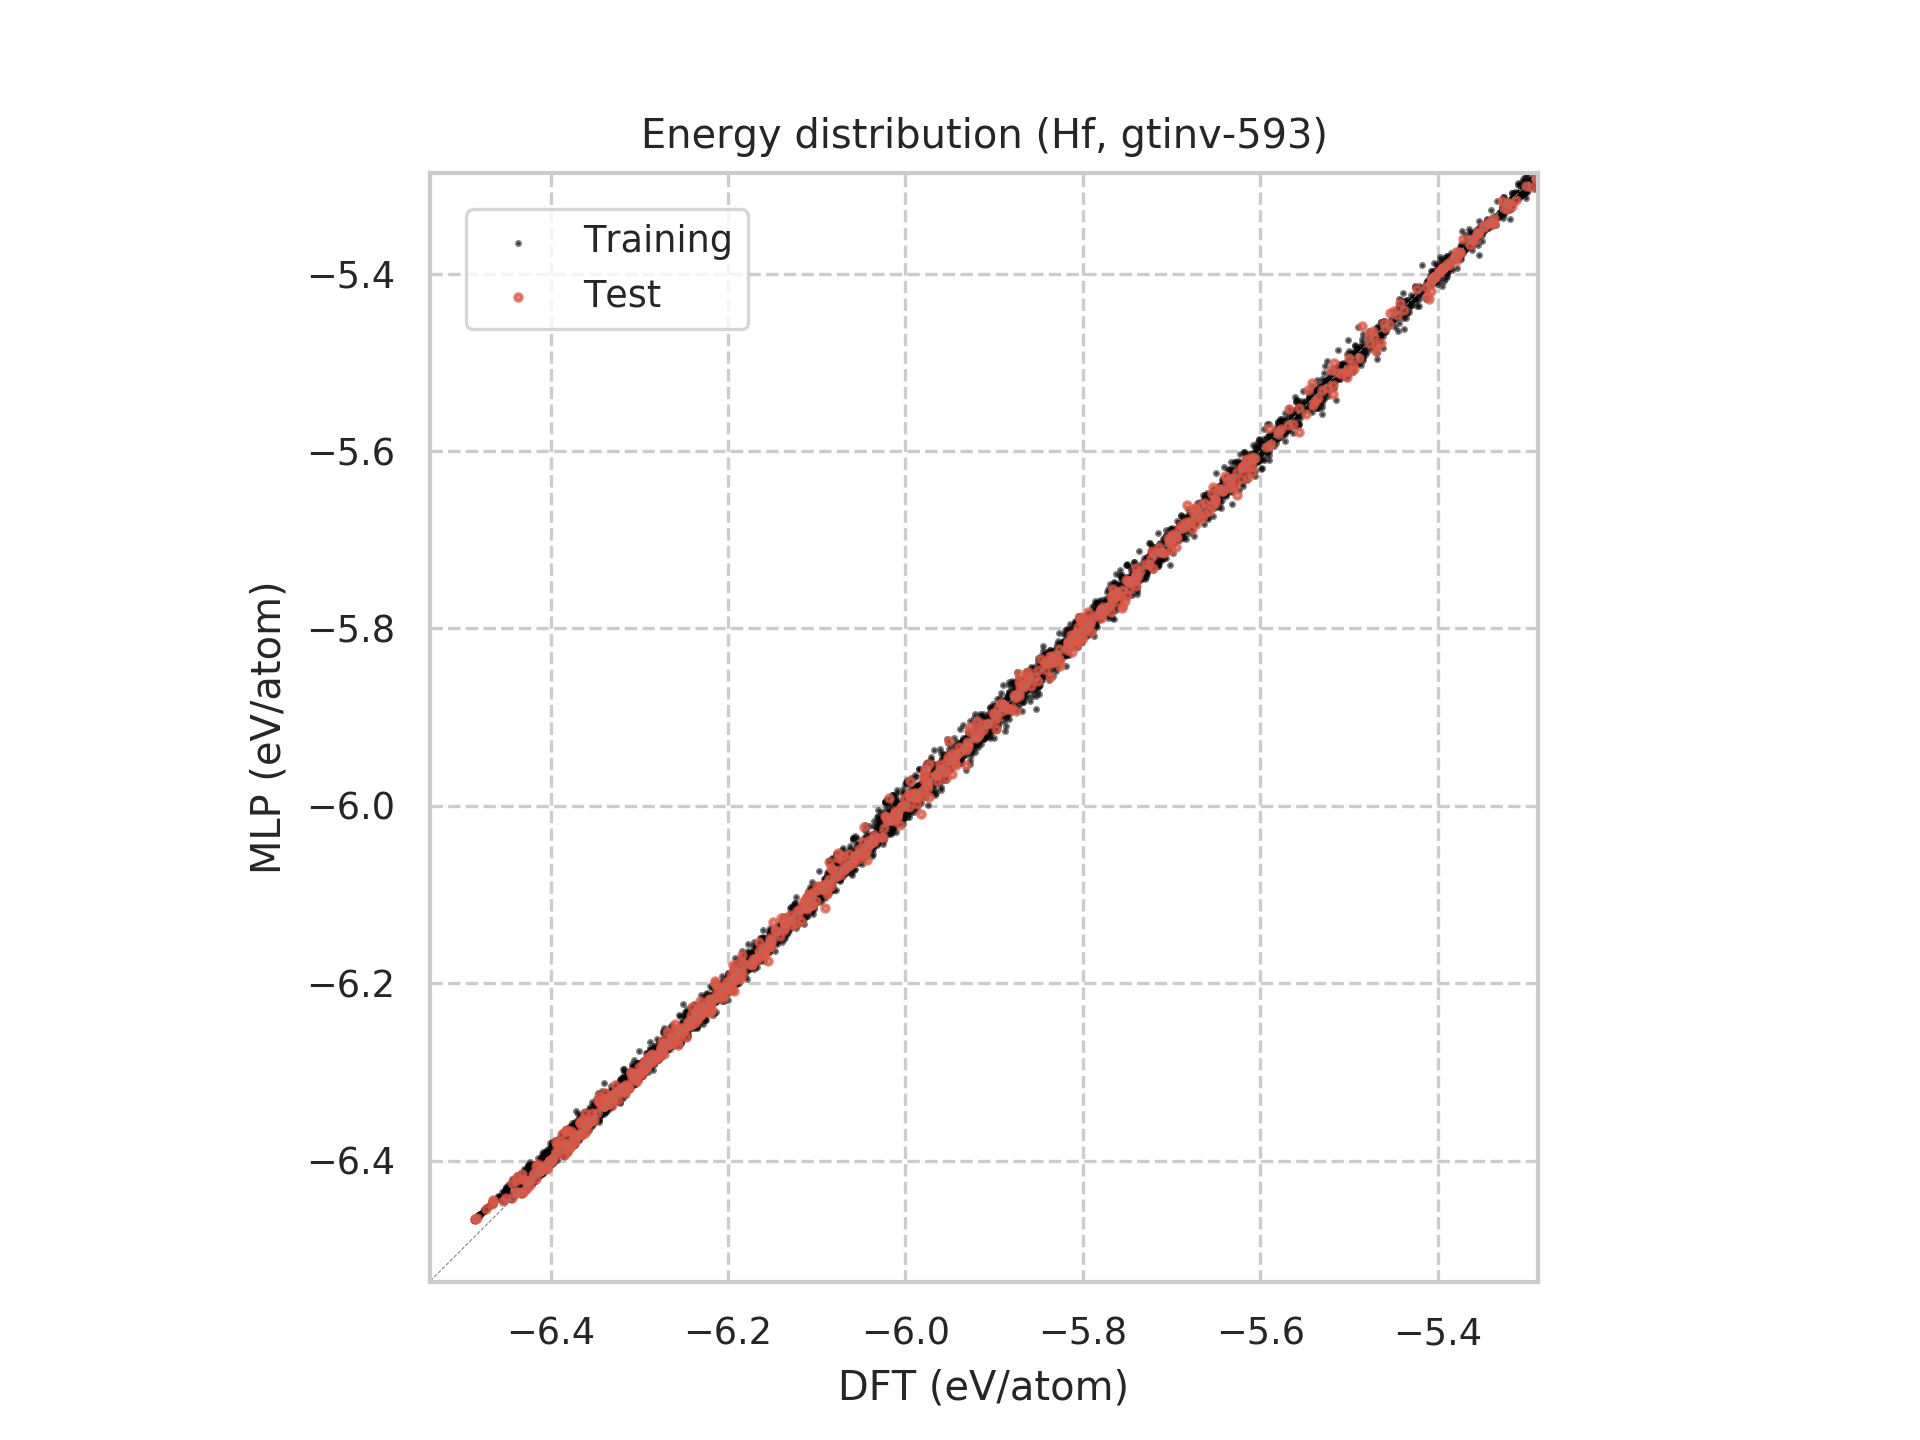 Energy distribution (Hf, gtinv-593)
Training
Test
−5.4
−5.6
−5.8
−6.0
−6.2
−6.4
MLP (eV/atom)
−6.4 −6.2 −6.0 −5.8 −5.6 −5.4
DFT (eV/atom)